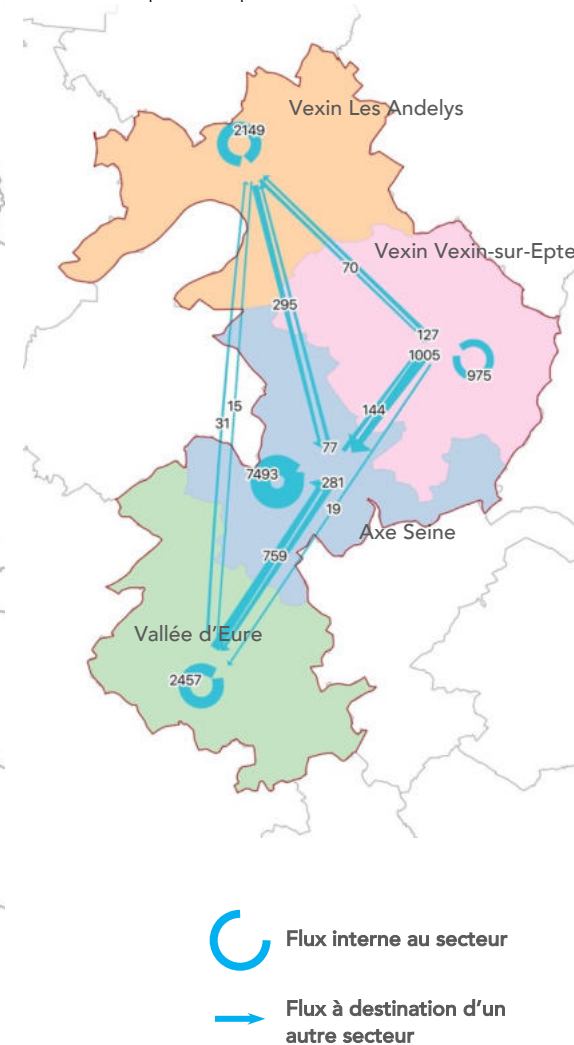 Vexin Les Andelys
2149
Vexin Vexin-sur-Epte
70
295
127
1005
975
15
144
31
77
7493
281
19
Axe Seine
759
Vallée d'Eure
2457
Flux interne au secteur
Flux à destination d'un
autre secteur